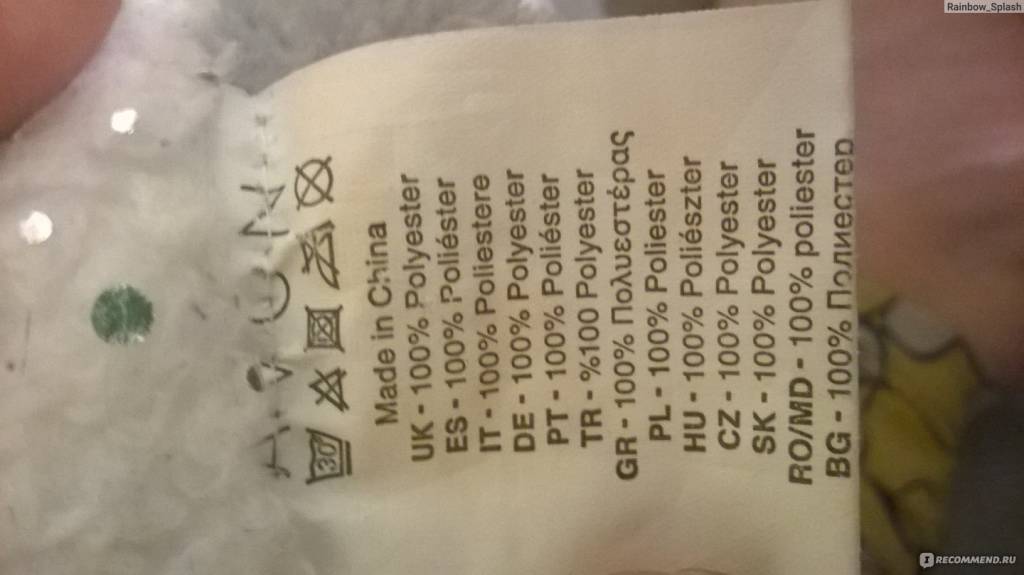 Rainbow_Splash
AVON
30
Made in China
UK - 100% Polyester
ES - 100% Poliéster
IT - 100% Poliestere
DE - 100% Polyester
PT - 100% Poliéster
TR - %100 Polyester
GR - 100% Πολυεστέρας
PL - 100% Poliester
HU - 100% Poliészter
CZ - 100% Polyester
SK - 100% Polyester
RO/MD - 100% poliester
BG - 100% Полиестер
IRECOMMEND.RU